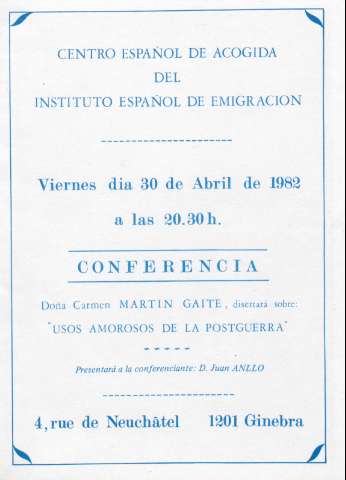 CENTRO ESPAÑOL DE ACOGIDA
DEL
INSTITUTO ESPAÑOL DE EMIGRACION
Viernes dia 30 de Abril de 1982
a las 20.30 h.
CONFERENCIA
Doña Carmen MARTIN GAITE, disertará sobre:
"USOS AMOROSOS DE LA POSTGUERRA"
Presentará a la conferenciante: D. Juan ANLLO
4, rue de Neuchâtel 1201 Ginebra